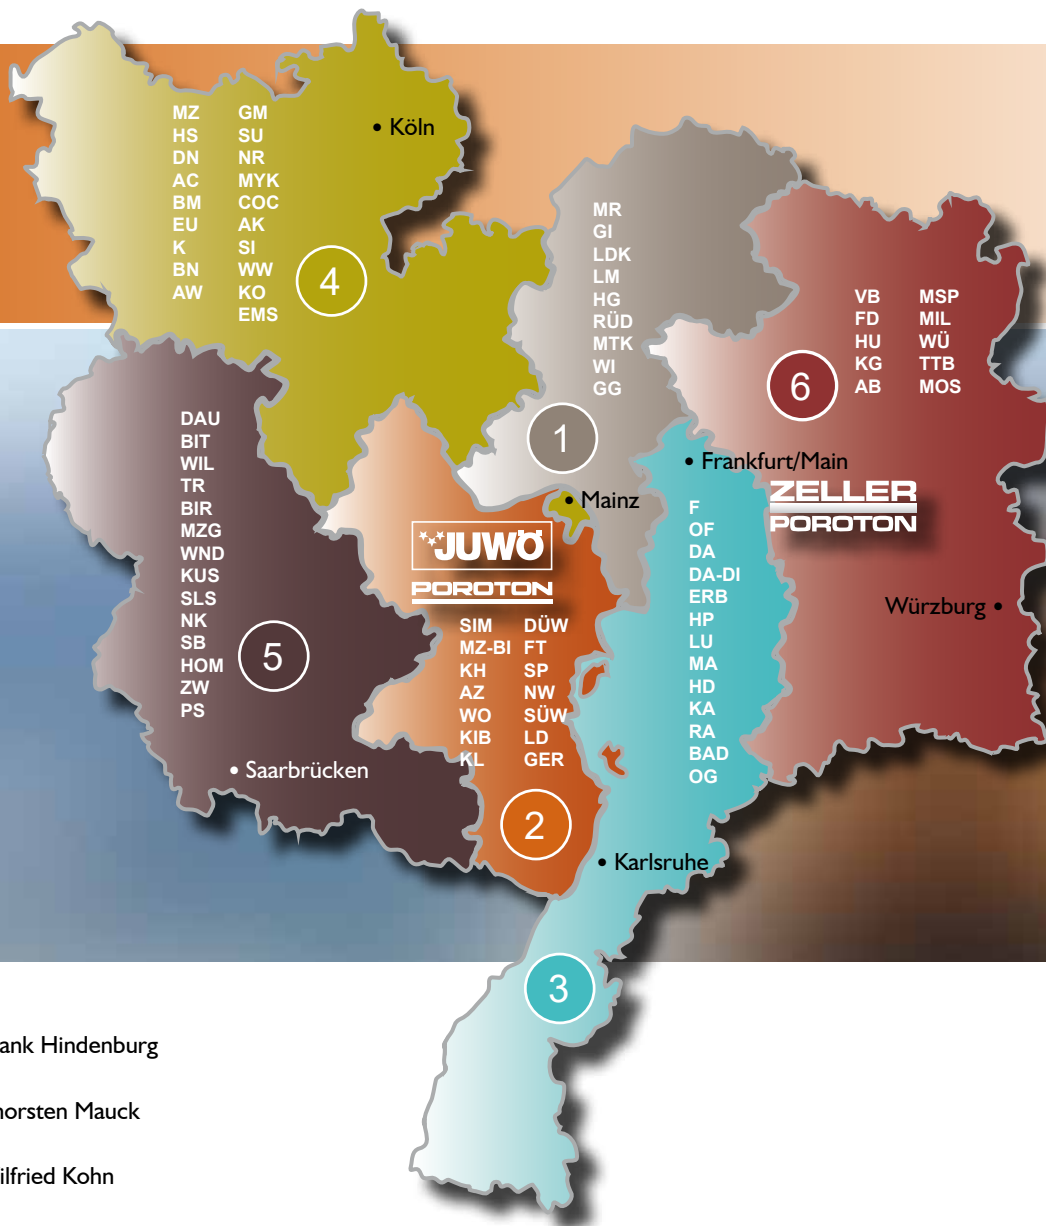 MZ
HS
DN
AC
BM
EU
K
BN
AW
GM
SU
NR
MYK
COC
AK
SI
WW
KO
EMS
4
• Köln
MR
GI
LDK
LM
HG
RÜD
MTK
WI
GG
1
VB
FD
HU
KG
AB
MSP
MIL
WÜ
TTB
MOS
6
DAU
BIT
WIL
TR
BIR
MZG
WND
KUS
SLS
NK
SB
HOM
ZW
PS
5
• Saarbrücken
• Mainz
• Frankfurt/Main
JUWÖ
POROTON
ZELLER
POROTON
Würzburg •
SIM
MZ-BI
KH
AZ
WO
KIB
KL
DÜW
FT
SP
NW
SÜW
LD
GER
2
F
OF
DA
DA-DI
ERB
HP
LU
MA
HD
KA
RA
BAD
OG
• Karlsruhe
3
ank Hindenburg
horsten Mauck
ilfried Kohn